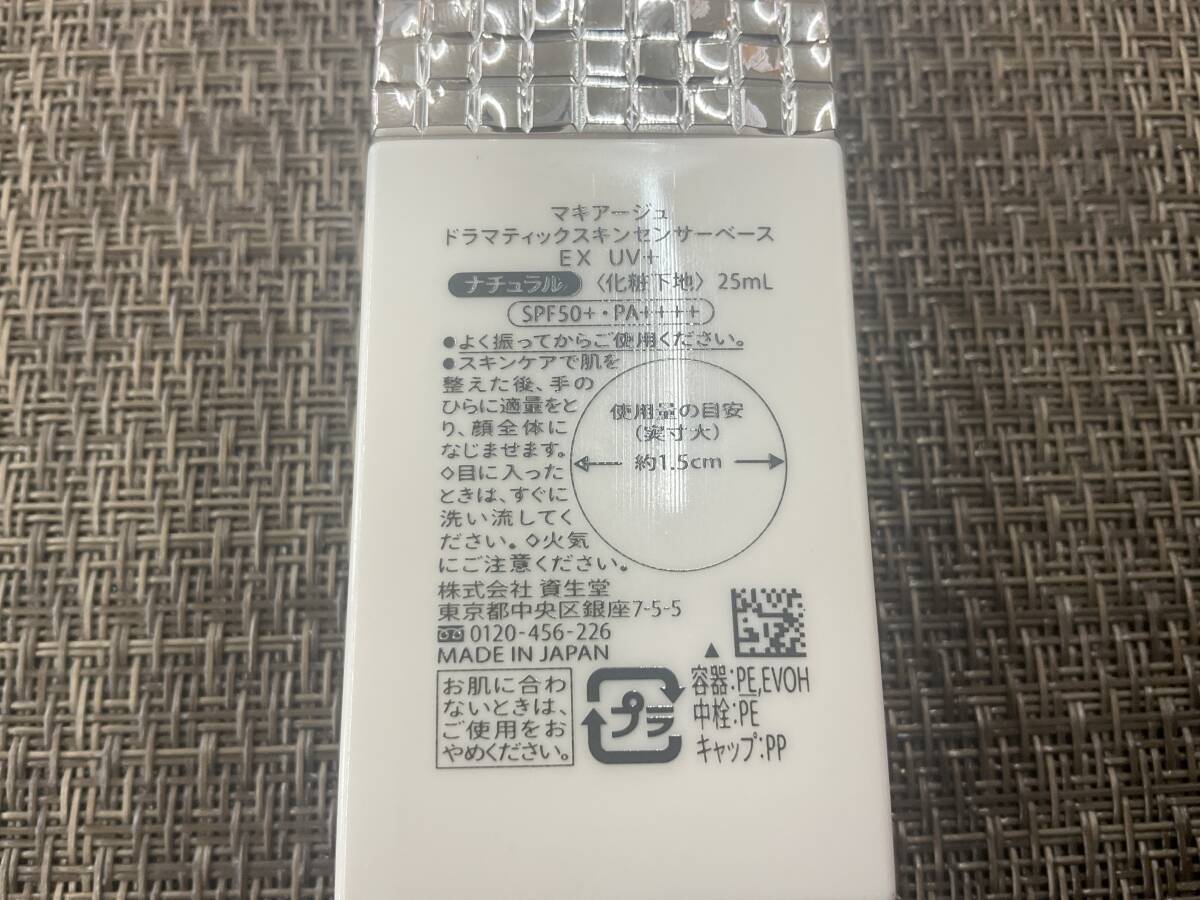 マキアージュ
ドラマティックスキンセンサーベース
EX UV+
ナチュラル 〈化粧下地〉 25mL
SPF50+・PA++++
●よく振ってからご使用ください。
●スキンケアで肌を
整えた後、手の
ひらに適量をと
り、顔全体に
なじませます。
◇目に入った
ときは、すぐに
洗い流してく
ださい。◇火気
にご注意ください。
使用量の目安
(実寸大)
約1.5cm
株式会社 資生堂
東京都中央区銀座7-5-5
0120-456-226
MADE IN JAPAN
お肌に合わ
ないときは、
ご使用をお
やめください。
プラ
容器:PE,EVOH
中栓:PE
キャップ:PP